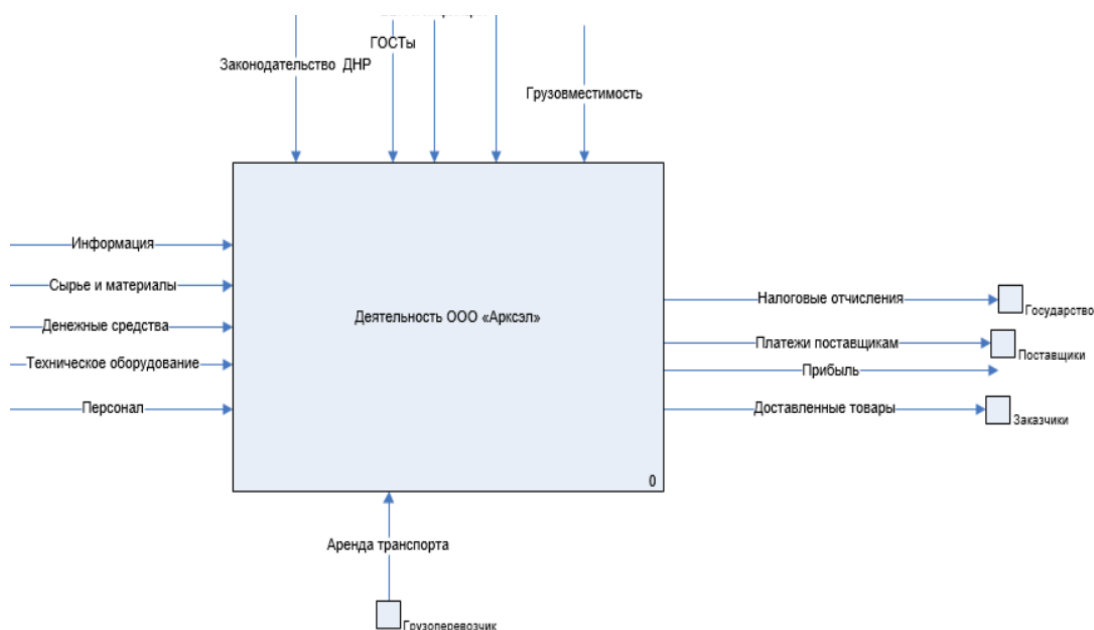 ГОСТы
Законодательство ДНР
Грузовместимость
Информация
Сырье и материалы
Денежные средства
Техническое оборудование
Персонал
Деятельность ООО «Арксэл»
0
Налоговые отчисления
Государство
Платежи поставщикам
Поставщики
Прибыль
Доставленные товары
Заказчики
Аренда транспорта
Грузоперевозчик